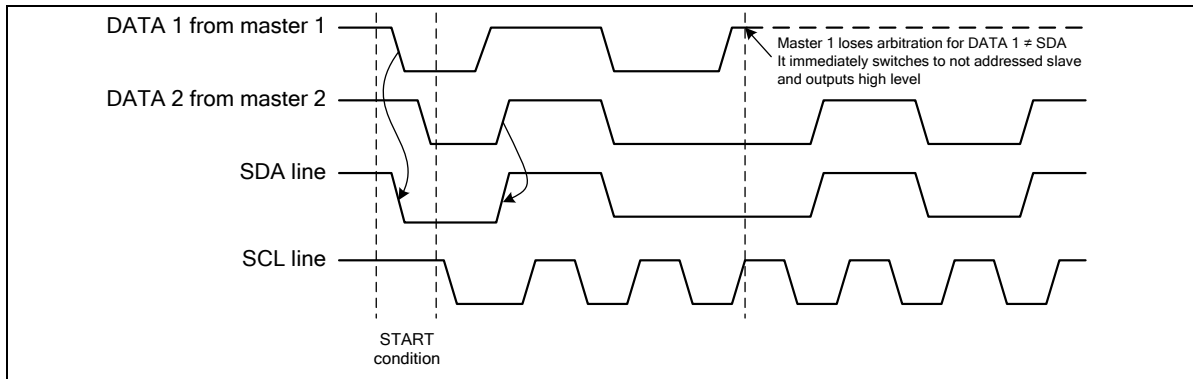 DATA 1 from master 1
Master 1 loses arbitration for DATA 1 ≠ SDA
It immediately switches to not addressed slave
and outputs high level
DATA 2 from master 2
SDA line
SCL line
START
condition